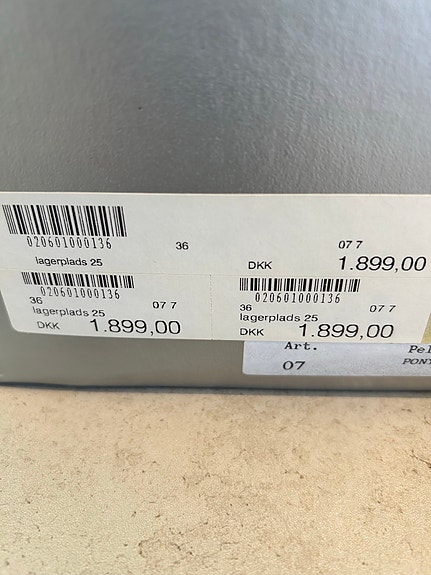 020601000136
36 07 7
lagerplads 25 DKK 1.899,00
020601000136
36 07 7
lagerplads 25
DKK 1.899,00
020601000136
36 07 7
lagerplads 25
DKK 1.899,00
Art.
07